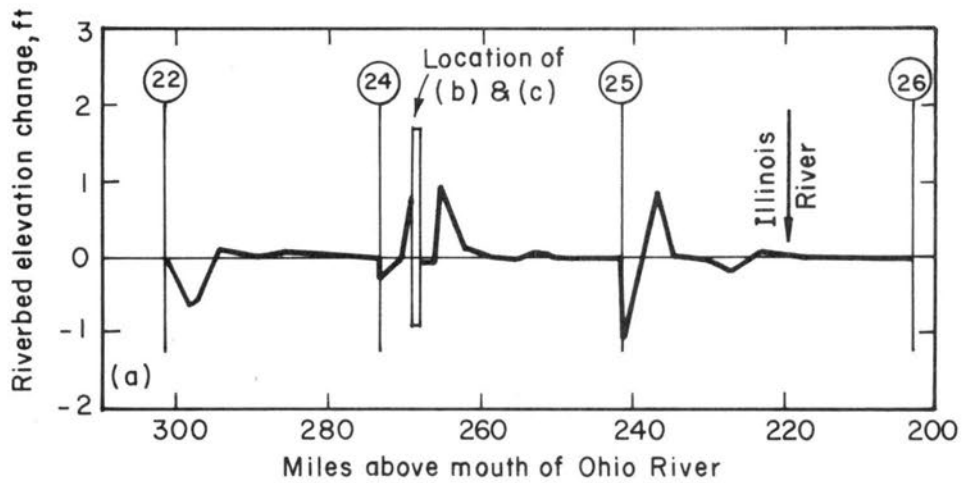 Riverbed elevation change, ft
3
2
1
0
-1
-2
22
24
Location of
(b) & (c)
25
26
Illinois
River
(a)
300
280
260
240
220
200
Miles above mouth of Ohio River